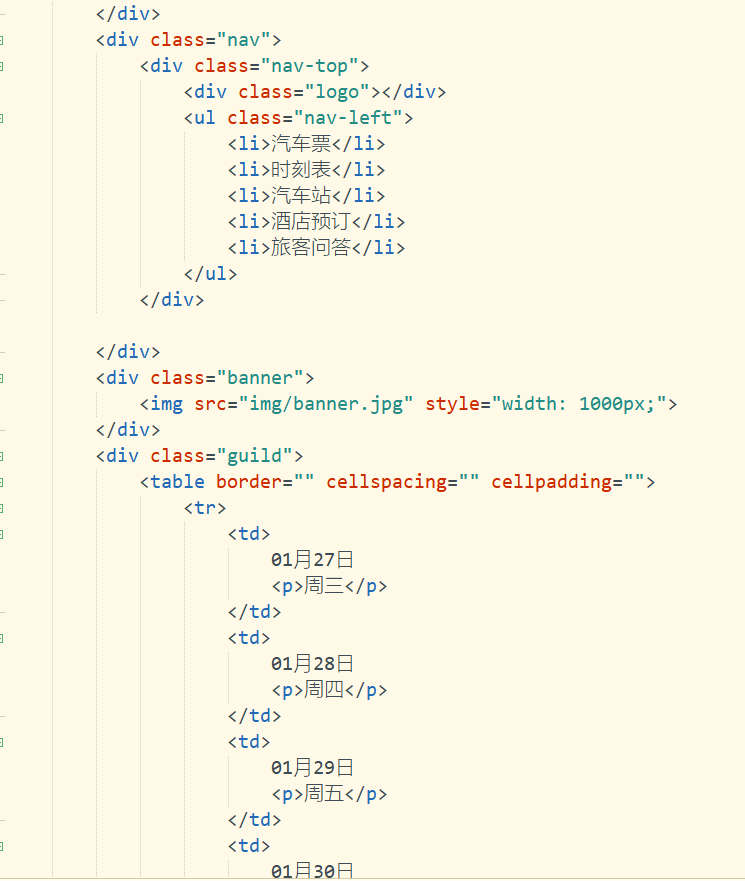 </div>
<div class="nav">
<div class="nav-top">
<div class="logo"></div>
<ul class="nav-left">
<li>汽车票</li>
<li>时刻表</li>
<li>汽车站</li>
<li>酒店预订</li>
<li>旅客问答</li>
</ul>
</div>
</div>
<div class="banner">
<img src="img/banner.jpg" style="width: 1000px;">
</div>
<div class="guild">
<table border="" cellspacing="" cellpadding="">
<tr>
<td>
01月27日
<p>周三</p>
</td>
<td>
01月28日
<p>周四</p>
</td>
<td>
01月29日
<p>周五</p>
</td>
<td>
01月30日